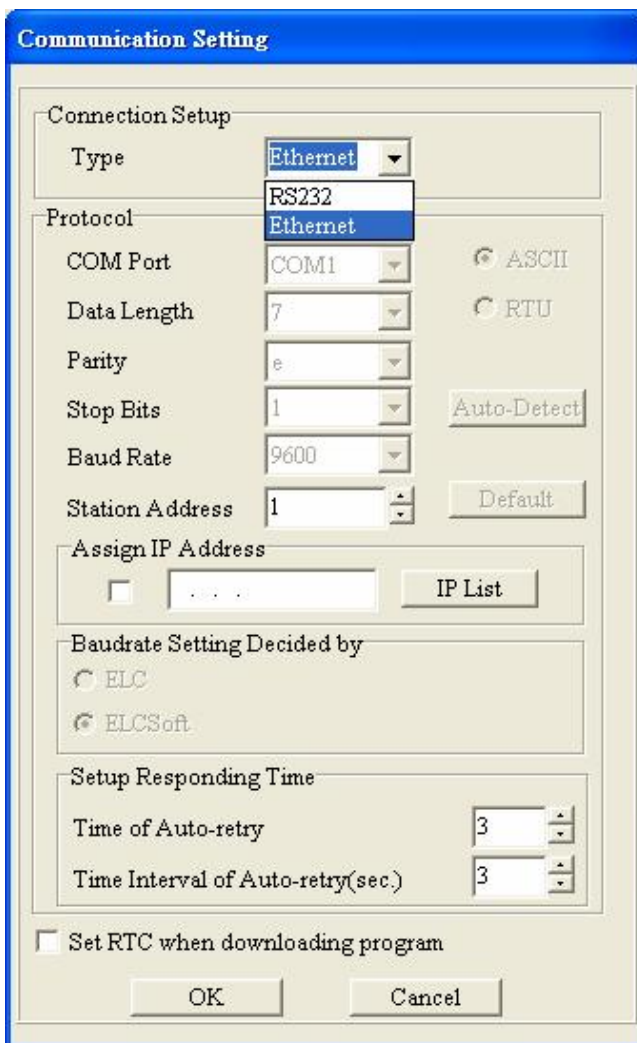 Communication Setting
Connection Setup
Type Ethernet
RS232
Ethernet
Protocol
COM Port COM1 ASCII
Data Length 7 RTU
Parity e
Stop Bits 1 Auto-Detect
Baud Rate 9600
Station Address 1 Default
Assign IP Address
. . . IP List
Baudrate Setting Decided by
ELC
ELCSoft
Setup Responding Time
Time of Auto-retry 3
Time Interval of Auto-retry(sec.) 3
Set RTC when downloading program
OK Cancel